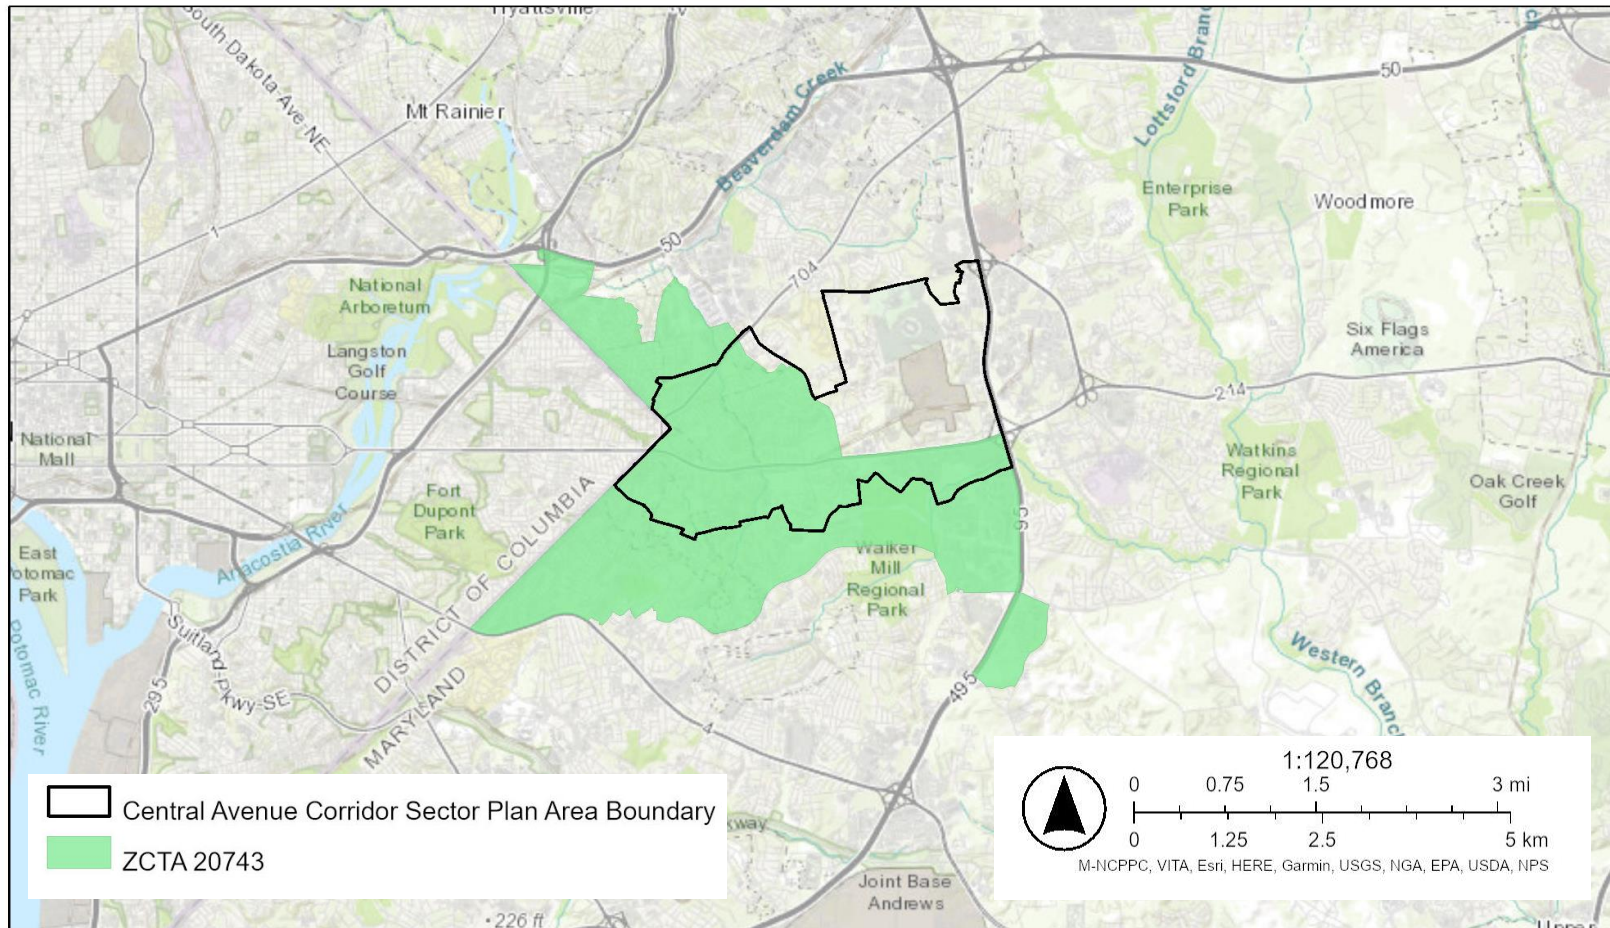 Hyattsville
South Dakota Ave NE
Mt Rainier
Beaverdam Creek
50
Lottsford Branch
Enterprise
Park
Woodmore
1
50
704
National
Arboretum
Langston
Golf
Course
Six Flags
America
214
National
Mall
Fort
Dupont
Park
Watkins
Regional
Park
Oak Creek
Golf
95
East
otomac
Park
Anacostia River
DISTRICT OF COLUMBIA
MARYLAND
Walker
Mill
Regional
Park
Suitland Pkwy-SE
Potomac River
295
495
4
Western Branch
Central Avenue Corridor Sector Plan Area Boundary
ZCTA 20743
kway
1:120,768
0 0.75 1.5 3 mi
0 1.25 2.5 5 km
M-NCPPC, VITA, Esri, HERE, Garmin, USGS, NGA, EPA, USDA, NPS
Joint Base
Andrews
• 226 ft
Upper